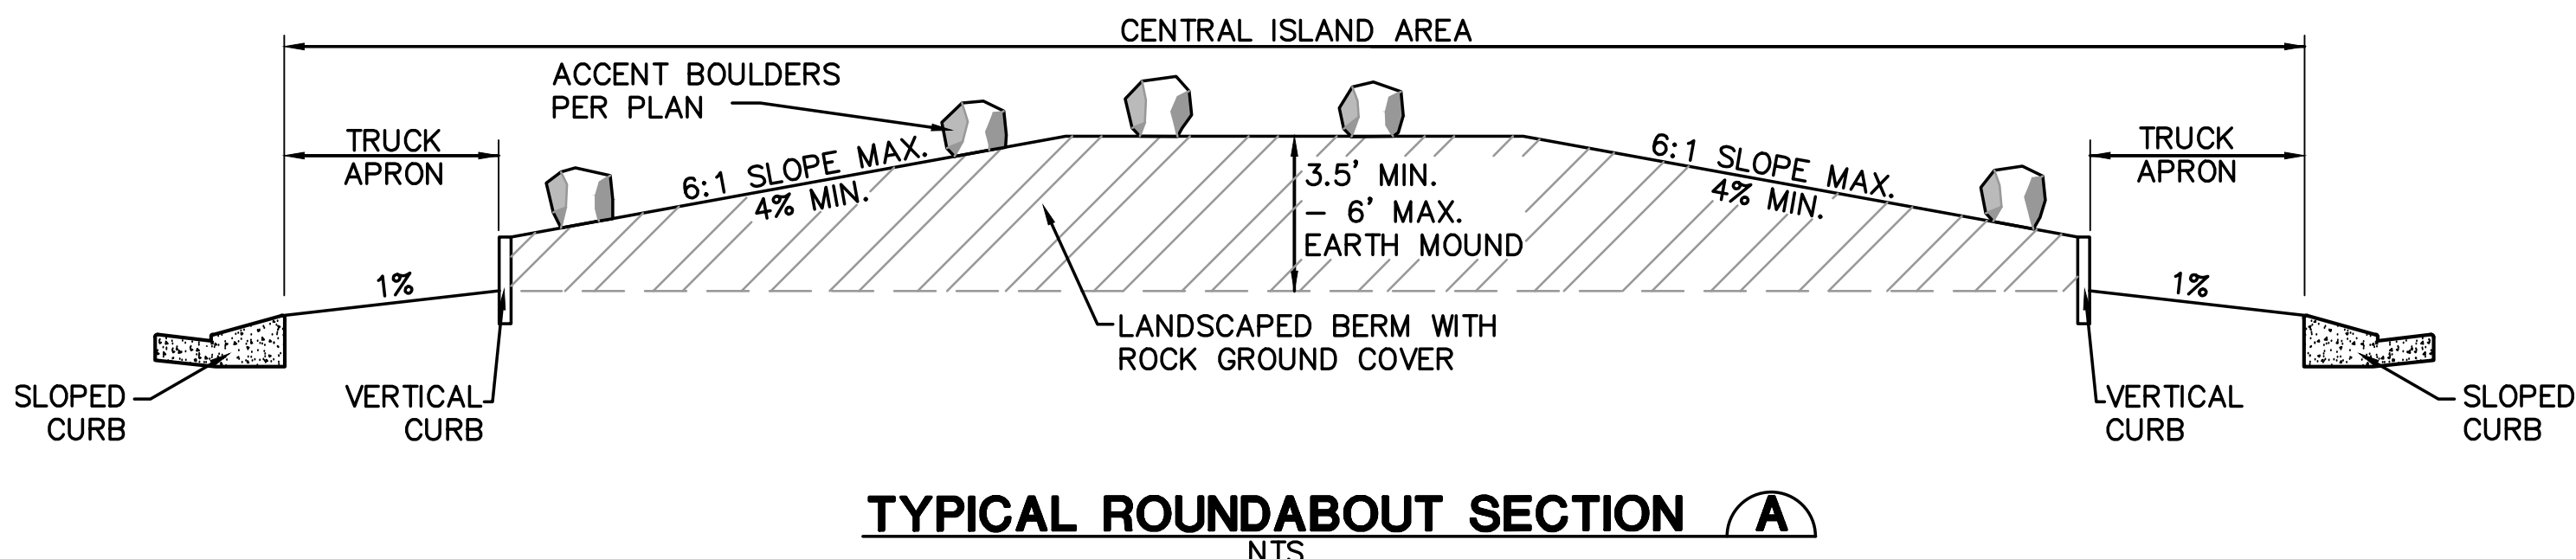 CENTRAL ISLAND AREA
ACCENT BOULDERS
PER PLAN
TRUCK
APRON
6:1 SLOPE MAX.
4% MIN.
3.5' MIN.
- 6' MAX.
EARTH MOUND
6:1 SLOPE MAX.
4% MIN.
TRUCK
APRON
1%
1%
LANDSCAPED BERM WITH
ROCK GROUND COVER
SLOPED
CURB
VERTICAL
CURB
VERTICAL
CURB
SLOPED
CURB
TYPICAL ROUNDABOUT SECTION A
NTS